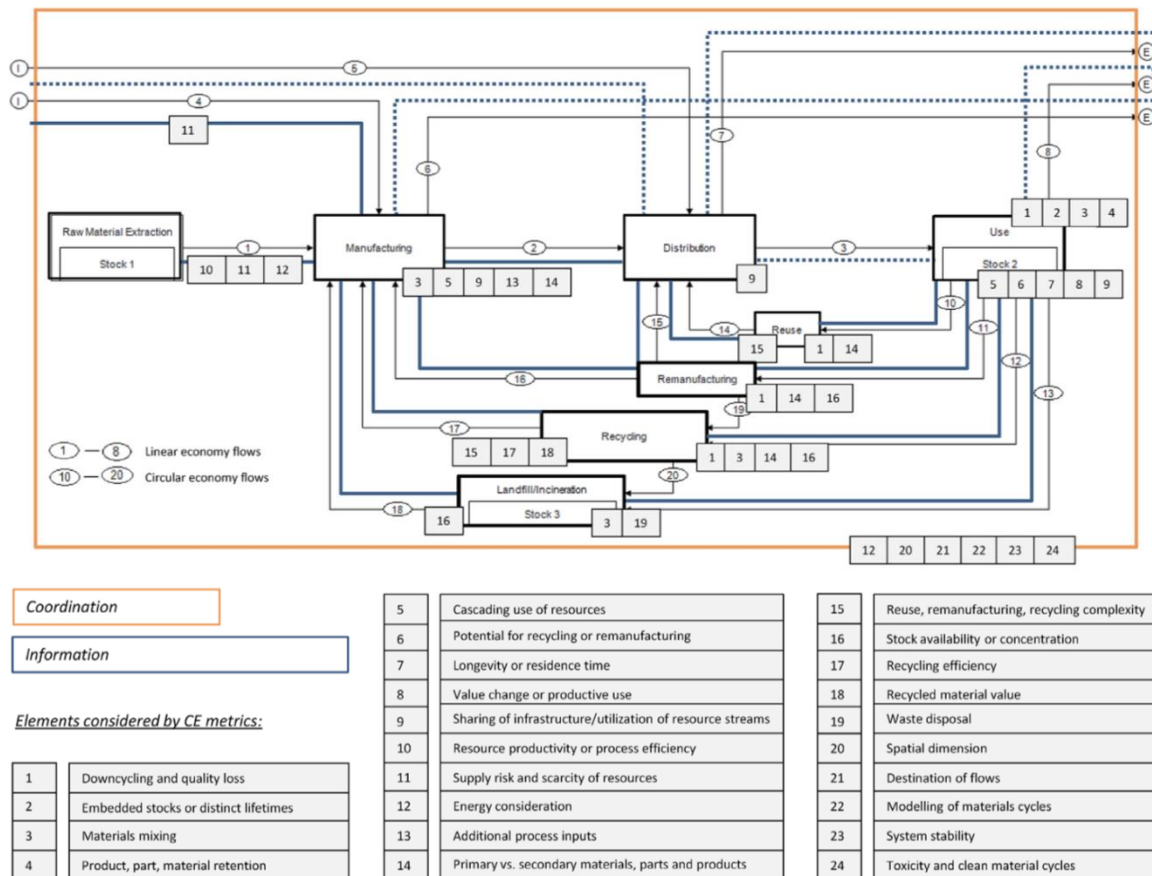 I
5
E
E
I
4
11
E
7
6
8
1 2 3 4
Raw Material Extraction
Stock 1
1
Manufacturing
2
Distribution
3
Use
Stock 2
10 11 12
3 5 9 13 14
9
5 6 7 8 9
10
15
14
Reuse
11
15
1 14
12
16
Remanufacturing
13
1 14 16
19
17
Recycling
15 17 18
1 3 14 16
1 — 8 Linear economy flows
10 — 20 Circular economy flows
20
Landfill/Incineration
Stock 3
18
16
3 19
12 20 21 22 23 24
Coordination
Information
Elements considered by CE metrics:
1 Downcycling and quality loss
2 Embedded stocks or distinct lifetimes
3 Materials mixing
4 Product, part, material retention
5 Cascading use of resources
6 Potential for recycling or remanufacturing
7 Longevity or residence time
8 Value change or productive use
9 Sharing of infrastructure/utilization of resource streams
10 Resource productivity or process efficiency
11 Supply risk and scarcity of resources
12 Energy consideration
13 Additional process inputs
14 Primary vs. secondary materials, parts and products
15 Reuse, remanufacturing, recycling complexity
16 Stock availability or concentration
17 Recycling efficiency
18 Recycled material value
19 Waste disposal
20 Spatial dimension
21 Destination of flows
22 Modelling of materials cycles
23 System stability
24 Toxicity and clean material cycles